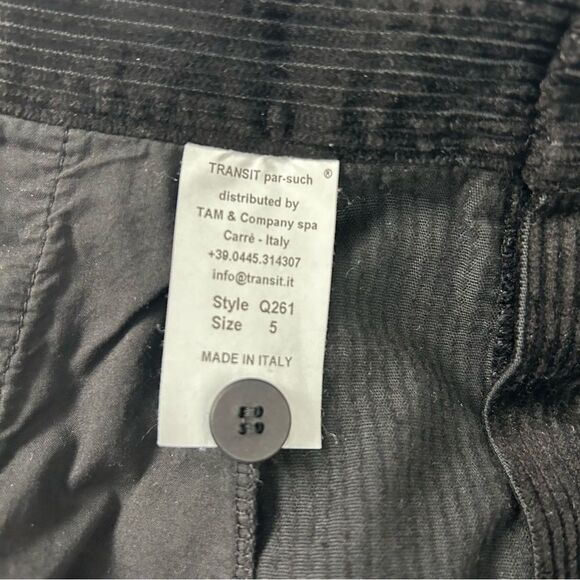 TRANSIT par-such ®
distributed by
TAM & Company spa
Carrè - Italy
+39.0445.314307
info@transit.it
Style Q261
Size 5
MADE IN ITALY